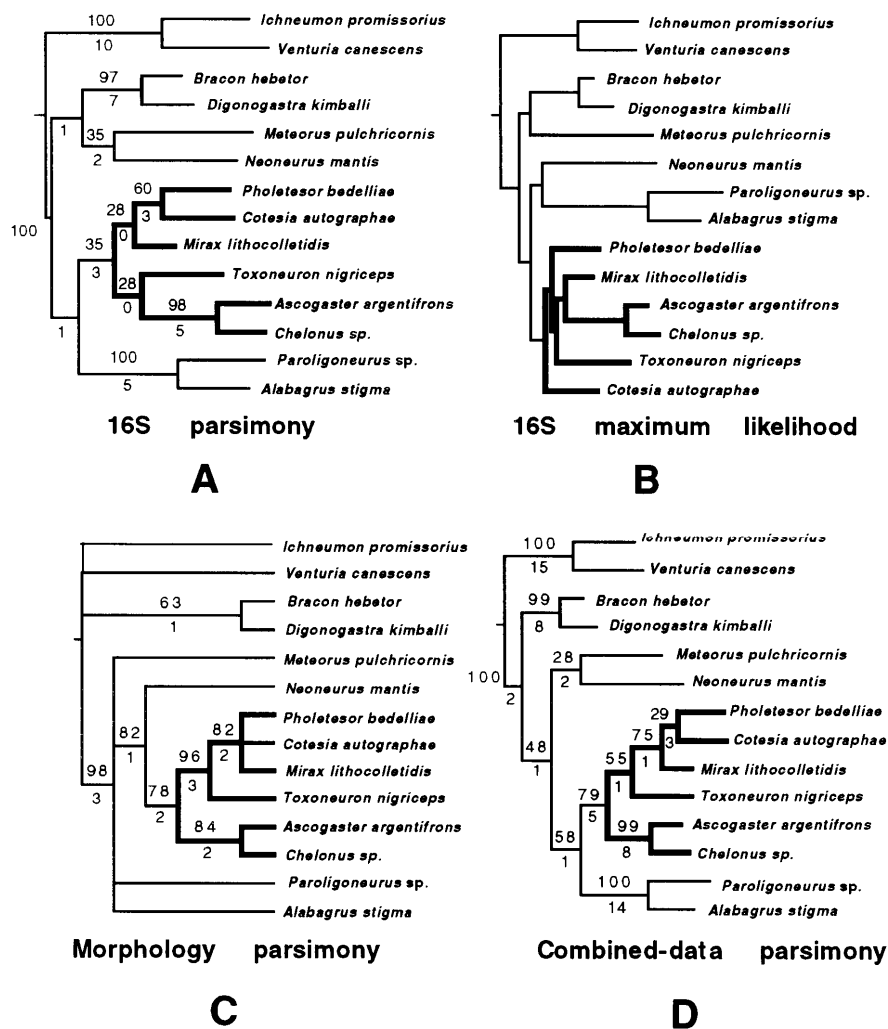 100
Ichneumon promissorius
10
Venturia canescens
97
Bracon hebetor
7
Digonogastra kimballi
1
35
Meteorus pulchricornis
2
Neoneurus mantis
60
Pholetesor bedelliae
28
3
Cotesia autographae
100
35
0
Mirax lithocolletidis
3
28
Toxoneuron nigriceps
0
98
Ascogaster argentifrons
5
Chelonus sp.
1
100
Paroligoneurus sp.
5
Alabagrus stigma
16S parsimony
A
Ichneumon promissorius
Venturia canescens
Bracon hebetor
Digonogastra kimballi
Meteorus pulchricornis
Neoneurus mantis
Paroligoneurus sp.
Alabagrus stigma
Pholetesor bedelliae
Mirax lithocolletidis
Ascogaster argentifrons
Chelonus sp.
Toxoneuron nigriceps
Cotesia autographae
16S maximum likelihood
B
Ichneumon promissorius
Venturia canescens
63
Bracon hebetor
1
Digonogastra kimballi
Meteorus pulchricornis
Neoneurus mantis
82
Pholetesor bedelliae
82
1
96
2
Cotesia autographae
98
3
Mirax lithocolletidis
3
78
Toxoneuron nigriceps
2
84
Ascogaster argentifrons
2
Chelonus sp.
Paroligoneurus sp.
Alabagrus stigma
Morphology parsimony
C
100
Ichneumon promissorius
15
Venturia canescens
99
Bracon hebetor
8
Digonogastra kimballi
100
2
28
Meteorus pulchricornis
2
Neoneurus mantis
29
Pholetesor bedelliae
75
3
Cotesia autographae
48
1
55
1
Mirax lithocolletidis
1
Toxoneuron nigriceps
79
5
99
Ascogaster argentifrons
8
Chelonus sp.
58
1
100
Paroligoneurus sp.
14
Alabagrus stigma
Combined-data parsimony
D